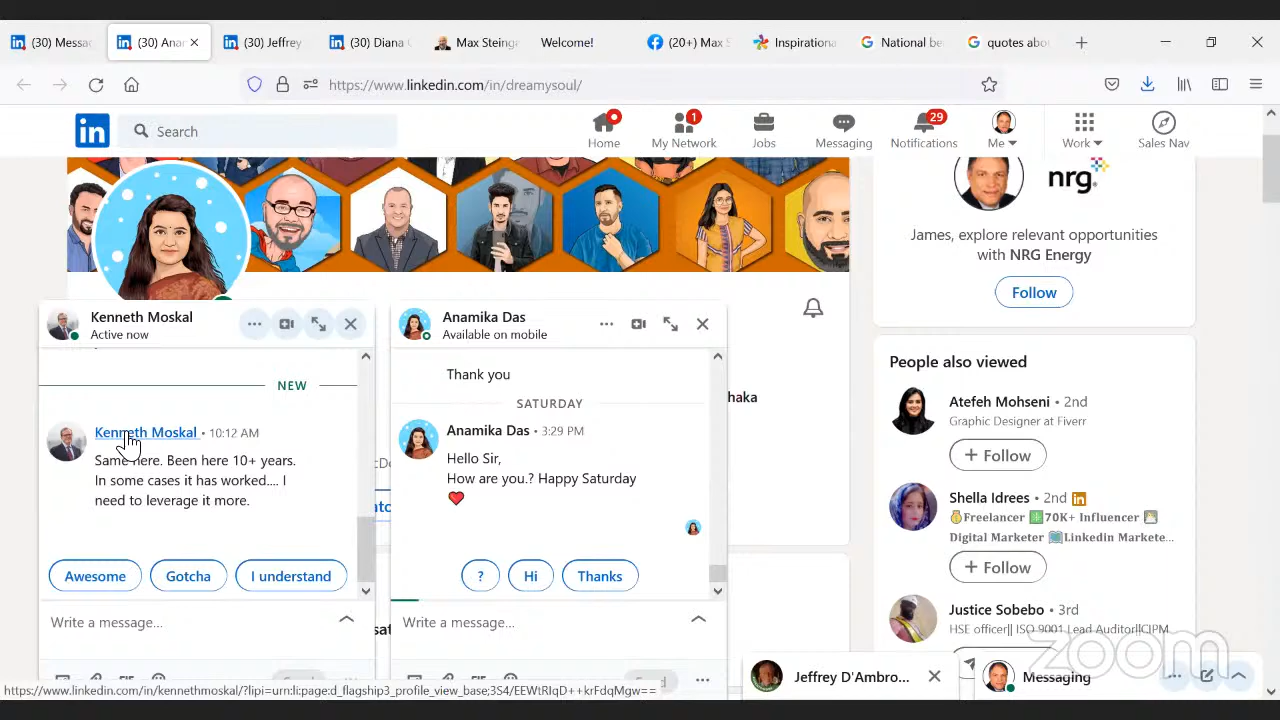 (30) Messa
(30) Ana
(30) Jeffrey
(30) Diana
Max Steinga
Welcome!
(20+) Max S
Inspirationa
National be
quotes abo
https://www.linkedin.com/in/dreamysoul/
in
Search
Home
1
My Network
Jobs
Messaging
29
Notifications
Me
Work
Sales Nav
nrg
James, explore relevant opportunities
with NRG Energy
Follow
Kenneth Moskal
Active now
NEW
Kenneth Moskal • 10:12 AM
Same here. Been here 10+ years.
In some cases it has worked.... I
need to leverage it more.
Awesome
Gotcha
I understand
Write a message...
Anamika Das
Available on mobile
Thank you
SATURDAY
Anamika Das • 3:29 PM
Hello Sir,
How are you.? Happy Saturday
❤
?
Hi
Thanks
Write a message...
haka
People also viewed
Atefeh Mohseni • 2nd
Graphic Designer at Fiverr
+ Follow
Shella Idrees • 2nd in
Freelancer 70K+ Influencer
Digital Marketer Linkedin Markete...
+ Follow
Justice Sobebo • 3rd
HSE officer|| ISO 9001 Lead Auditor||CIPM
zoom
Jeffrey D'Ambro...
Messaging
https://www.linkedin.com/in/kennethmoskal/?lipi=urn:li:page:d_flagship3_profile_view_base;3S4/EEWtRIqD++krFdqMgw==